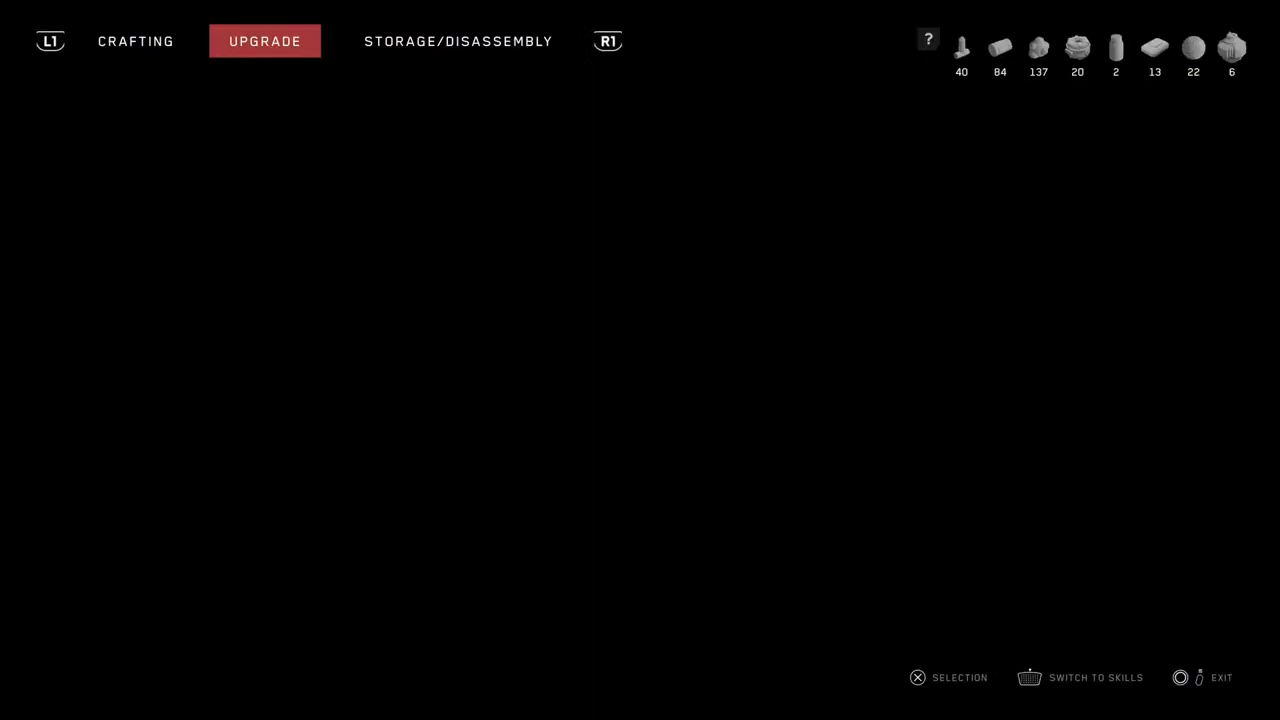 L1 CRAFTING UPGRADE STORAGE/DISASSEMBLY R1 ?
40 84 137 20 2 13 22 6
SELECTION SWITCH TO SKILLS EXIT